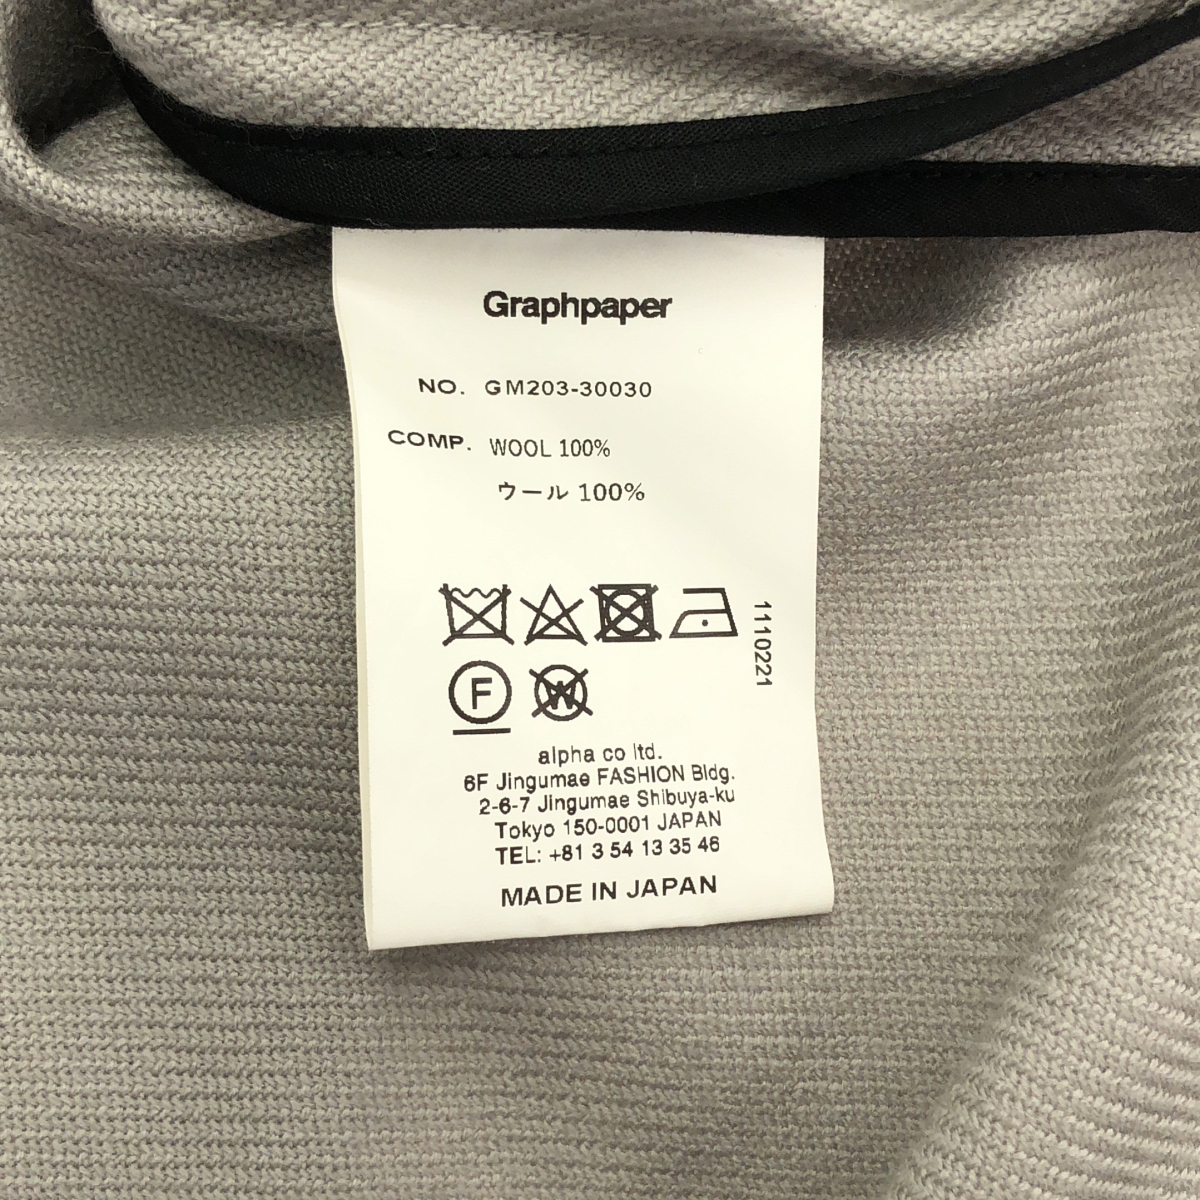 Graphpaper
NO. GM203-30030
COMP. WOOL 100%
ウール 100%
1110221
F W
alpha co ltd.
6F Jingumae FASHION Bldg.
2-6-7 Jingumae Shibuya-ku
Tokyo 150-0001 JAPAN
TEL: +81 3 54 13 35 46
MADE IN JAPAN